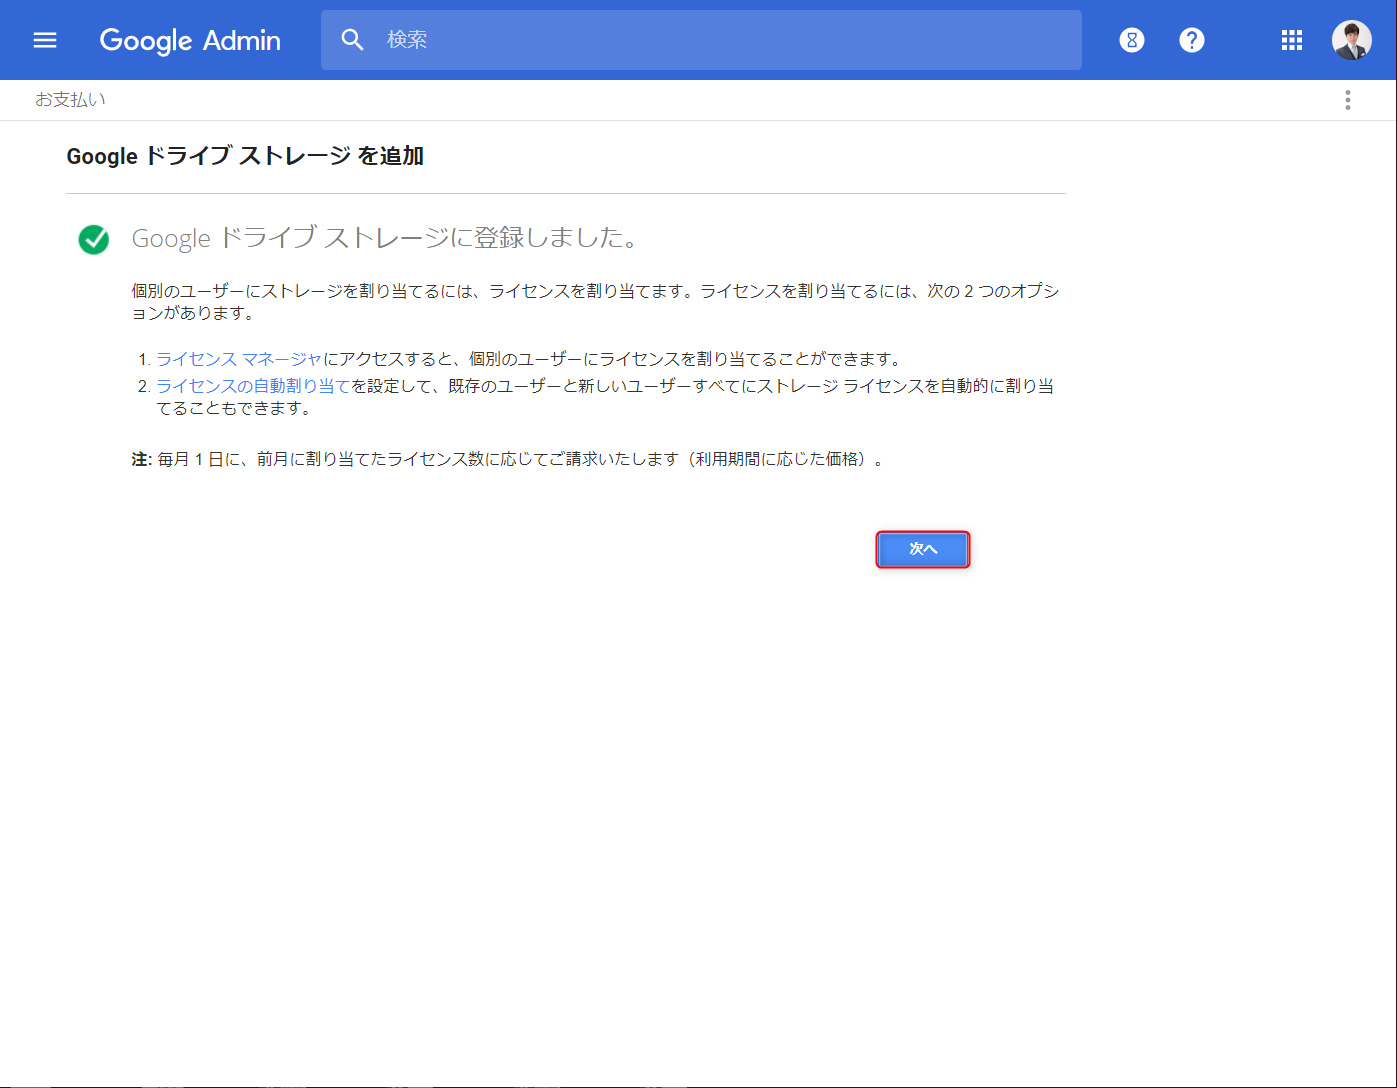 Google Admin
検索
お支払い
Google ドライブ ストレージ を追加
Google ドライブ ストレージに登録しました。
個別のユーザーにストレージを割り当てるには、ライセンスを割り当てます。ライセンスを割り当てるには、次の 2 つのオプシ
ョンがあります。
1. ライセンス マネージャにアクセスすると、個別のユーザーにライセンスを割り当てることができます。
2. ライセンスの自動割り当てを設定して、既存のユーザーと新しいユーザーすべてにストレージ ライセンスを自動的に割り当
てることもできます。
注: 毎月 1 日に、前月に割り当てたライセンス数に応じてご請求いたします（利用期間に応じた価格）。
次へ